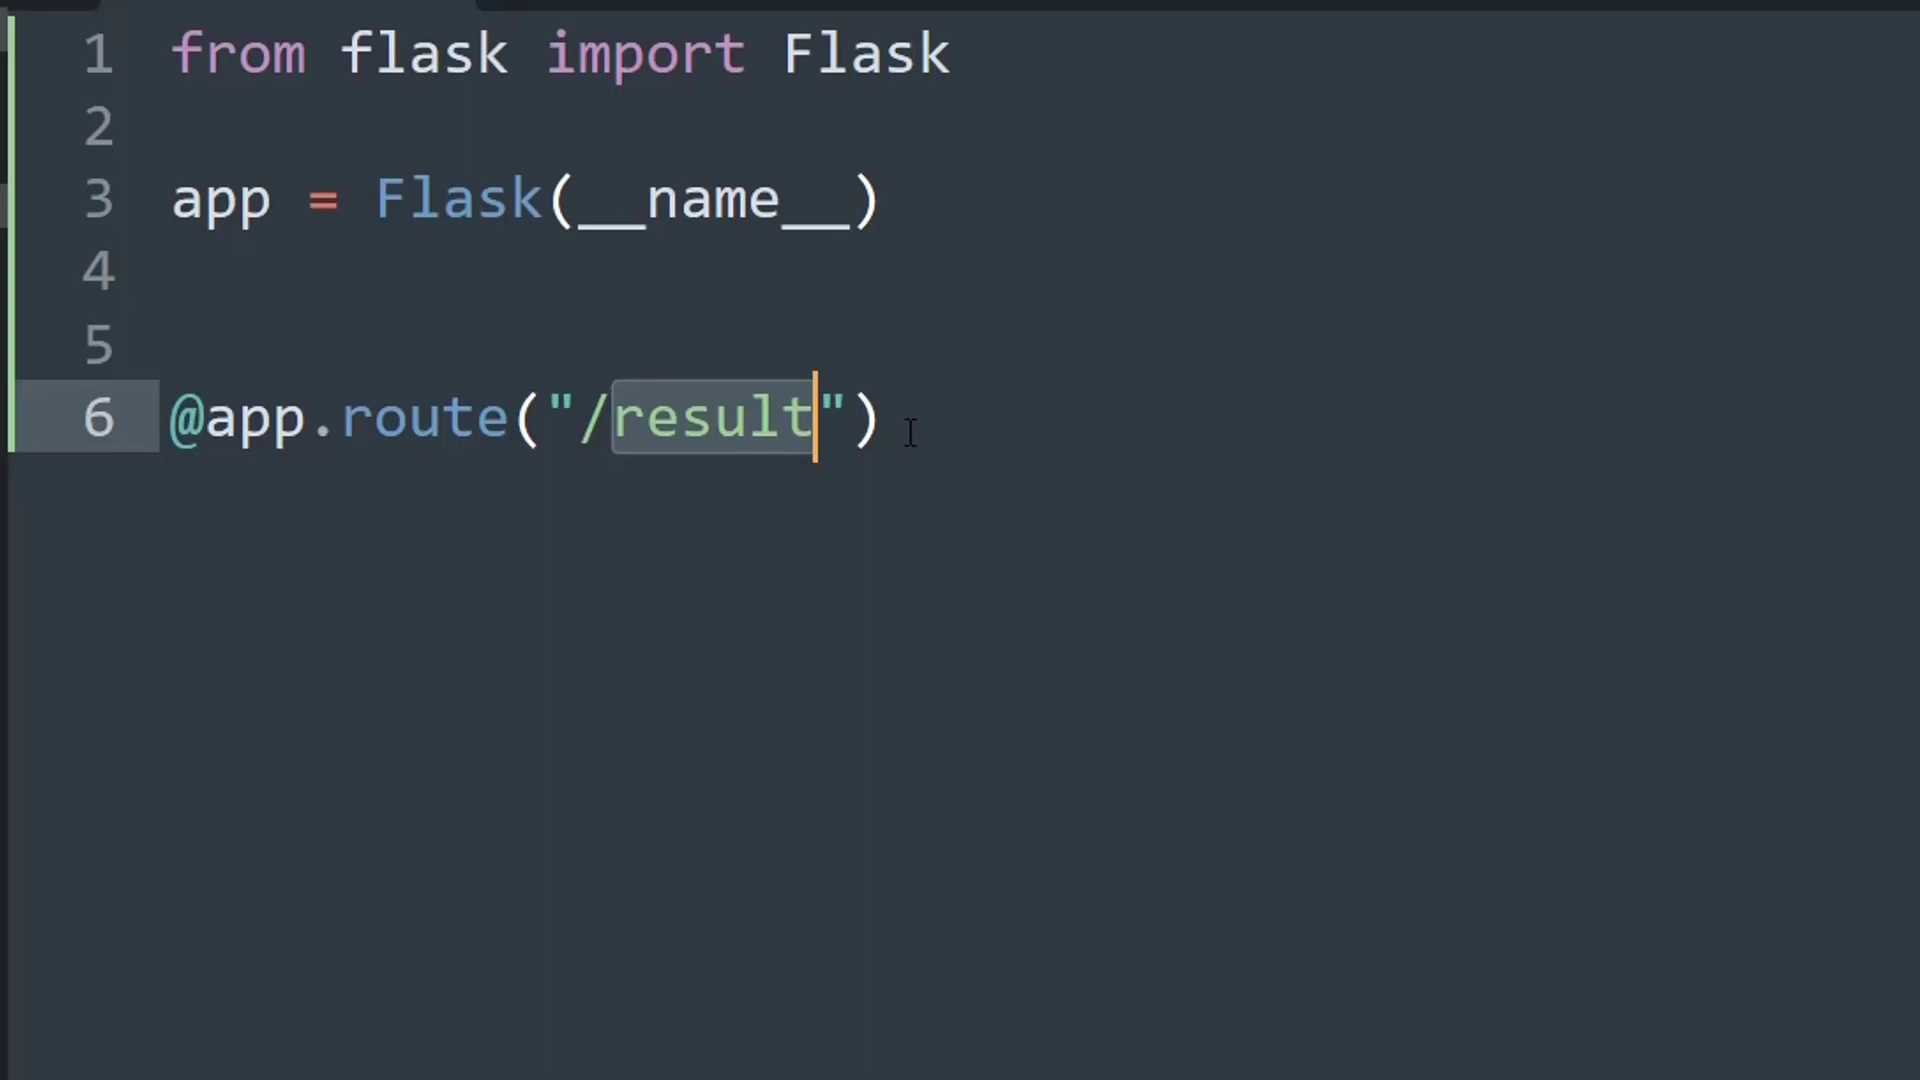 1 from flask import Flask
2
3 app = Flask(__name__)
4
5
6 @app.route("/result")